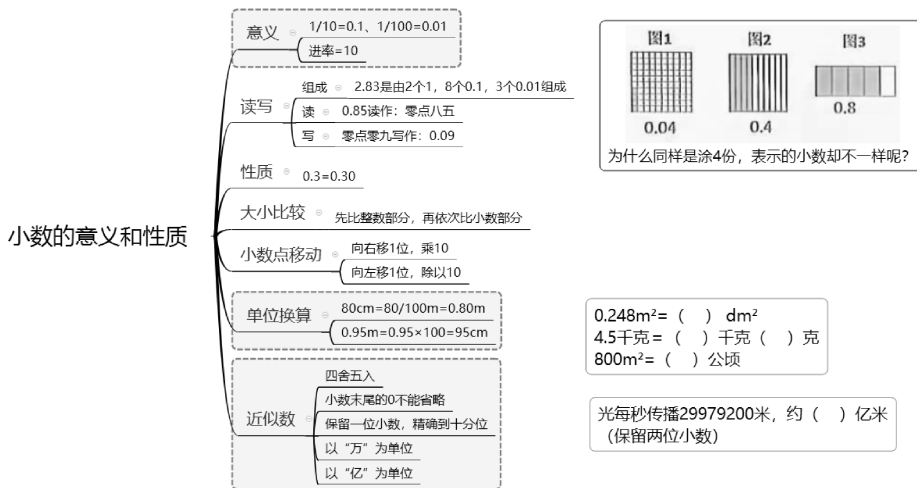 小数的意义和性质
意义
1/10=0.1、1/100=0.01
进率=10
读写
组成
2.83是由2个1，8个0.1，3个0.01组成
读
0.85读作：零点八五
写
零点零九写作：0.09
性质
0.3=0.30
大小比较
先比整数部分，再依次比小数部分
小数点移动
向右移1位，乘10
向左移1位，除以10
单位换算
80cm=80/100m=0.80m
0.95m=0.95×100=95cm
近似数
四舍五入
小数末尾的0不能省略
保留一位小数，精确到十分位
以“万”为单位
以“亿”为单位
图1
图2
图3
0.04
0.4
0.8
为什么同样是涂4份，表示的小数却不一样呢？
0.248m²=（ ） dm²
4.5千克=（ ）千克（ ）克
800m²=（ ）公顷
光每秒传播29979200米，约（ ）亿米
（保留两位小数）